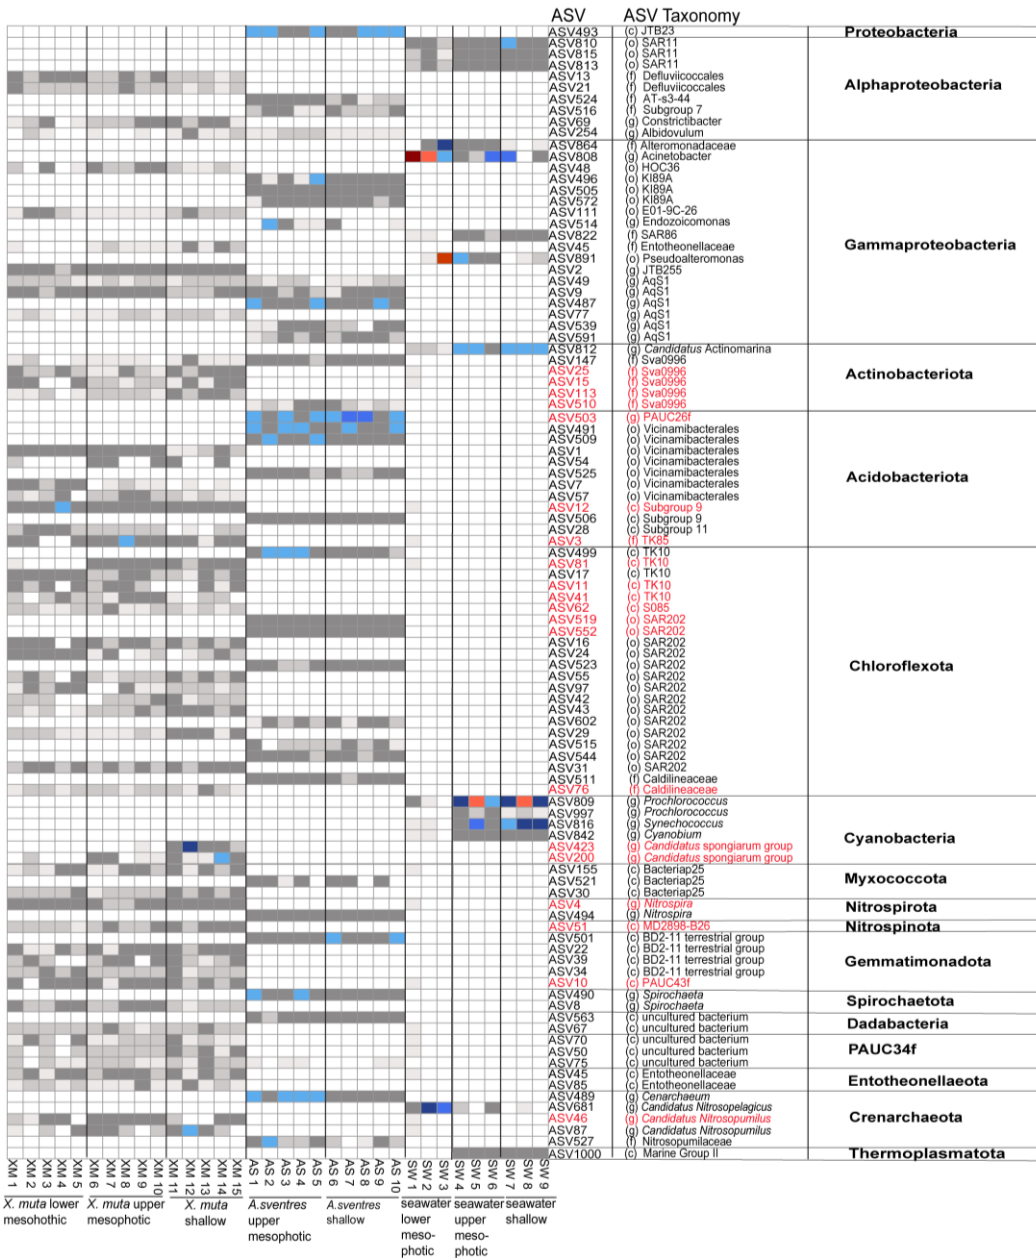 ASV ASV Taxonomy
ASV493 (c) JTB23 Proteobacteria
ASV810 (o) SAR11
ASV815 (o) SAR11
ASV813 (o) SAR11
ASV13 (f) Defluviicoccales
ASV21 (f) Defluviicoccales Alphaproteobacteria
ASV524 (f) AT-s3-44
ASV516 (f) Subgroup 7
ASV69 (g) Constrictibacter
ASV254 (g) Albidovulum
ASV864 (f) Alteromonadaceae
ASV808 (g) Acinetobacter
ASV48 (o) HOC36
ASV496 (o) KI89A
ASV505 (o) KI89A
ASV572 (o) KI89A
ASV111 (o) E01-9C-26
ASV514 (g) Endozoicomonas
ASV822 (f) SAR86
ASV45 (f) Entotheonellaceae Gammaproteobacteria
ASV891 (o) Pseudoalteromonas
ASV2 (g) JTB255
ASV49 (g) AqS1
ASV9 (g) AqS1
ASV487 (g) AqS1
ASV77 (g) AqS1
ASV539 (g) AqS1
ASV591 (g) AqS1
ASV812 (g) Candidatus Actinomarina
ASV147 (f) Sva0996
ASV25 (f) Sva0996 Actinobacteriota
ASV15 (f) Sva0996
ASV113 (f) Sva0996
ASV510 (f) Sva0996
ASV503 (g) PAUC26f
ASV491 (o) Vicinamibacterales
ASV509 (o) Vicinamibacterales
ASV1 (o) Vicinamibacterales
ASV54 (o) Vicinamibacterales
ASV525 (o) Vicinamibacterales Acidobacteriota
ASV7 (o) Vicinamibacterales
ASV57 (o) Vicinamibacterales
ASV12 (c) Subgroup 9
ASV506 (c) Subgroup 9
ASV28 (c) Subgroup 11
ASV3 (f) TK85
ASV499 (c) TK10
ASV81 (c) TK10
ASV17 (c) TK10
ASV11 (c) TK10
ASV41 (c) TK10
ASV62 (c) S085
ASV519 (o) SAR202
ASV552 (o) SAR202
ASV16 (o) SAR202
ASV24 (o) SAR202
ASV523 (o) SAR202 Chloroflexota
ASV55 (o) SAR202
ASV97 (o) SAR202
ASV42 (o) SAR202
ASV43 (o) SAR202
ASV602 (o) SAR202
ASV29 (o) SAR202
ASV515 (o) SAR202
ASV544 (o) SAR202
ASV31 (o) SAR202
ASV511 (f) Caldilineaceae
ASV76 (f) Caldilineaceae
ASV809 (g) Prochlorococcus
ASV997 (g) Prochlorococcus
ASV816 (g) Synechococcus
ASV842 (g) Cyanobium Cyanobacteria
ASV423 (g) Candidatus spongiarum group
ASV200 (g) Candidatus spongiarum group
ASV155 (c) Bacteriap25
ASV521 (c) Bacteriap25 Myxococcota
ASV30 (c) Bacteriap25
ASV4 (g) Nitrospira Nitrospirota
ASV494 (g) Nitrospira
ASV51 (c) MD2898-B26 Nitrospinota
ASV501 (c) BD2-11 terrestrial group
ASV22 (c) BD2-11 terrestrial group
ASV39 (c) BD2-11 terrestrial group Gemmatimonadota
ASV34 (c) BD2-11 terrestrial group
ASV10 (c) PAUC43f
ASV490 (g) Spirochaeta Spirochaetota
ASV8 (g) Spirochaeta
ASV563 (c) uncultured bacterium Dadabacteria
ASV67 (c) uncultured bacterium
ASV70 (c) uncultured bacterium
ASV50 (c) uncultured bacterium PAUC34f
ASV75 (c) uncultured bacterium
ASV45 (c) Entotheonellaceae Entotheonellaeota
ASV85 (c) Entotheonellaceae
ASV489 (g) Cenarchaeum
ASV681 (g) Candidatus Nitrosopelagicus
ASV46 (g) Candidatus Nitrosopumilus Crenarchaeota
ASV87 (g) Candidatus Nitrosopumilus
ASV527 (f) Nitrosopumilaceae
ASV1000 (c) Marine Group II Thermoplasmatota
XM 1 XM 2 XM 3 XM 4 XM 5 XM 6 XM 7 XM 8 XM 9 XM 10 XM 11 XM 12 XM 13 XM 14 XM 15 AS 1 AS 2 AS 3 AS 4 AS 5 AS 6 AS 7 AS 8 AS 9 AS 10 SW 1 SW 2 SW 3 SW 4 SW 5 SW 6 SW 7 SW 8 SW 9
X. muta lower mesohothic
X. muta upper mesophotic
X. muta shallow
A.sventres upper mesophotic
A.sventres shallow
seawater lower meso-photic
seawater upper meso-photic
seawater shallow